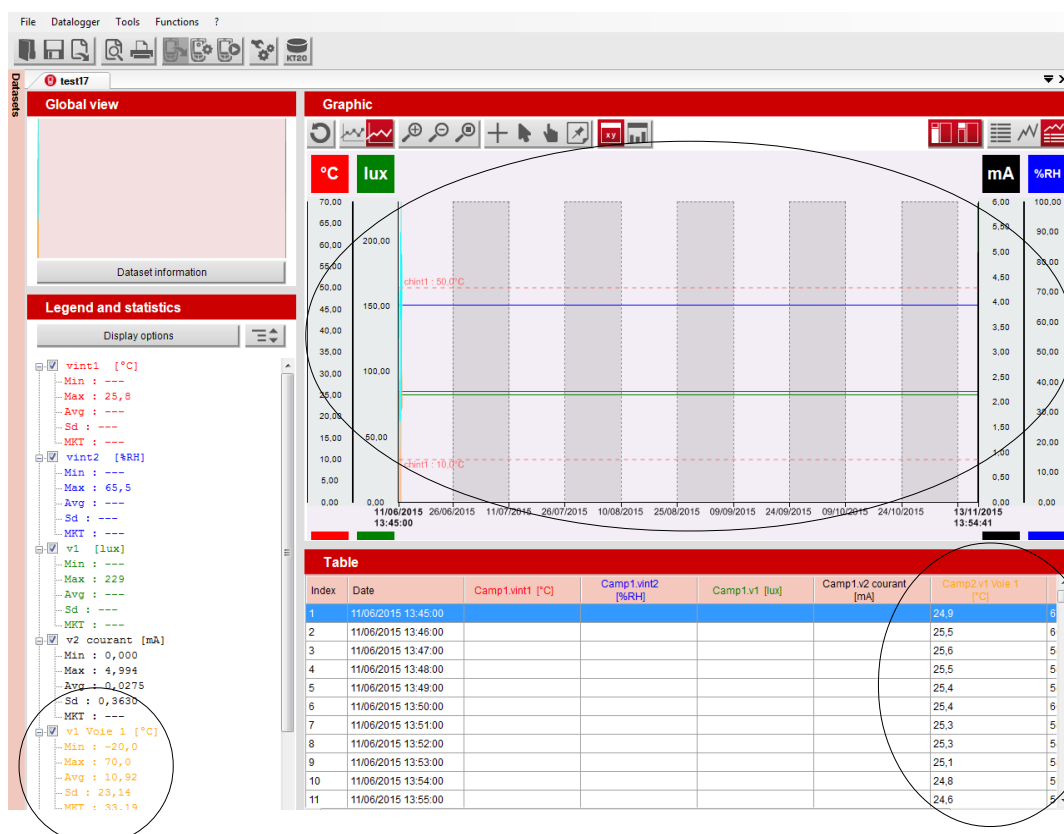 File Datalogger Tools Functions ?
KT20
Datasets
test17
Global view
Dataset information
Legend and statistics
Display options
vint1 [°C]
Min : ---
Max : 25,8
Avg : ---
Sd : ---
MKT : ---
vint2 [%RH]
Min : ---
Max : 65,5
Avg : ---
Sd : ---
MKT : ---
v1 [lux]
Min : ---
Max : 229
Avg : ---
Sd : ---
MKT : ---
v2 courant [mA]
Min : 0,000
Max : 4,994
Avg : 0,0275
Sd : 0,3630
MKT : ---
v1 Voie 1 [°C]
Min : -20,0
Max : 70,0
Avg : 10,92
Sd : 23,14
MKT : 33,19
Graphic
xy
°C lux mA %RH
70,00
65,00
60,00
55,00
50,00
45,00
40,00
35,00
30,00
25,00
20,00
15,00
10,00
5,00
0,00
200,00
150,00
100,00
50,00
0,00
chint1 : 50,0°C
chint1 : 10,0°C
6,00
5,50
5,00
4,50
4,00
3,50
3,00
2,50
2,00
1,50
1,00
0,50
0,00
100,00
90,00
80,00
70,00
60,00
50,00
40,00
30,00
20,00
10,00
0,00
11/06/2015 26/06/2015 11/07/2015 26/07/2015 10/08/2015 25/08/2015 09/09/2015 24/09/2015 09/10/2015 24/10/2015 13/11/2015
13:45:00 13:54:41
Table
Index Date Camp1.vint1 [°C] Camp1.vint2 [%RH] Camp1.v1 [lux] Camp1.v2 courant [mA] Camp2.v1 Voie 1 [°C]
1 11/06/2015 13:45:00 24,9 6
2 11/06/2015 13:46:00 25,5 6
3 11/06/2015 13:47:00 25,6 5
4 11/06/2015 13:48:00 25,5 5
5 11/06/2015 13:49:00 25,4 5
6 11/06/2015 13:50:00 25,4 6
7 11/06/2015 13:51:00 25,3 5
8 11/06/2015 13:52:00 25,3 5
9 11/06/2015 13:53:00 25,1 5
10 11/06/2015 13:54:00 24,8 5
11 11/06/2015 13:55:00 24,6 5